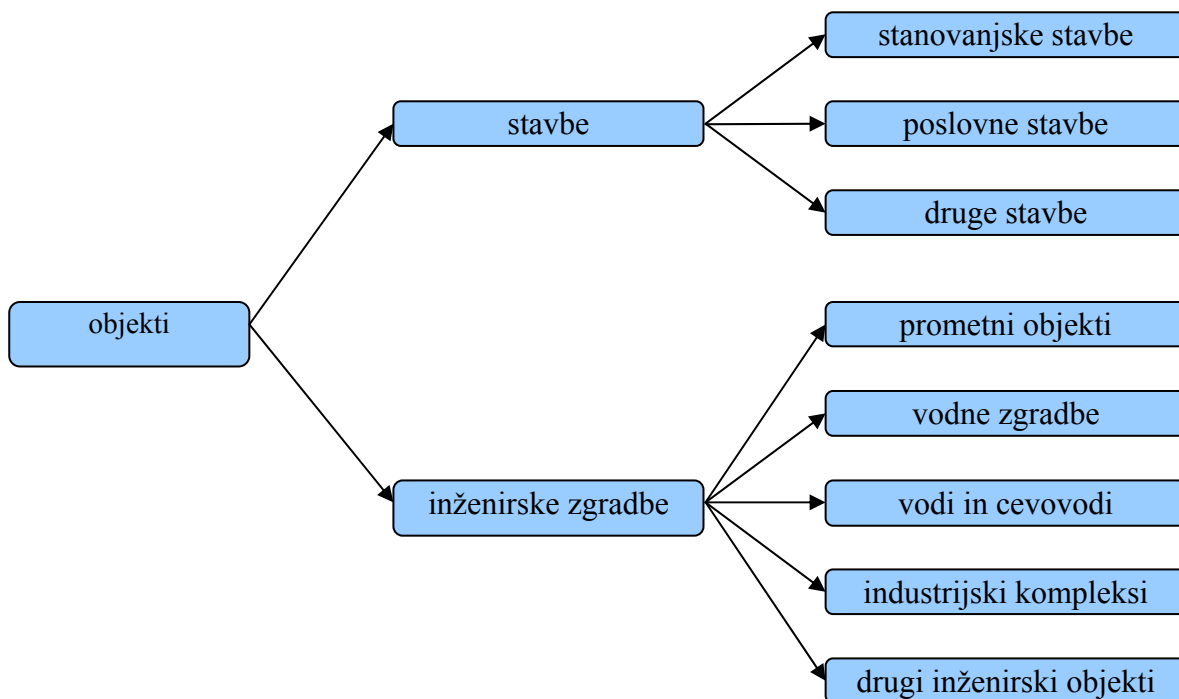 objekti
stavbe
stanovanjske stavbe
poslovne stavbe
druge stavbe
inženirske zgradbe
prometni objekti
vodne zgradbe
vodi in cevovodi
industrijski kompleksi
drugi inženirski objekti